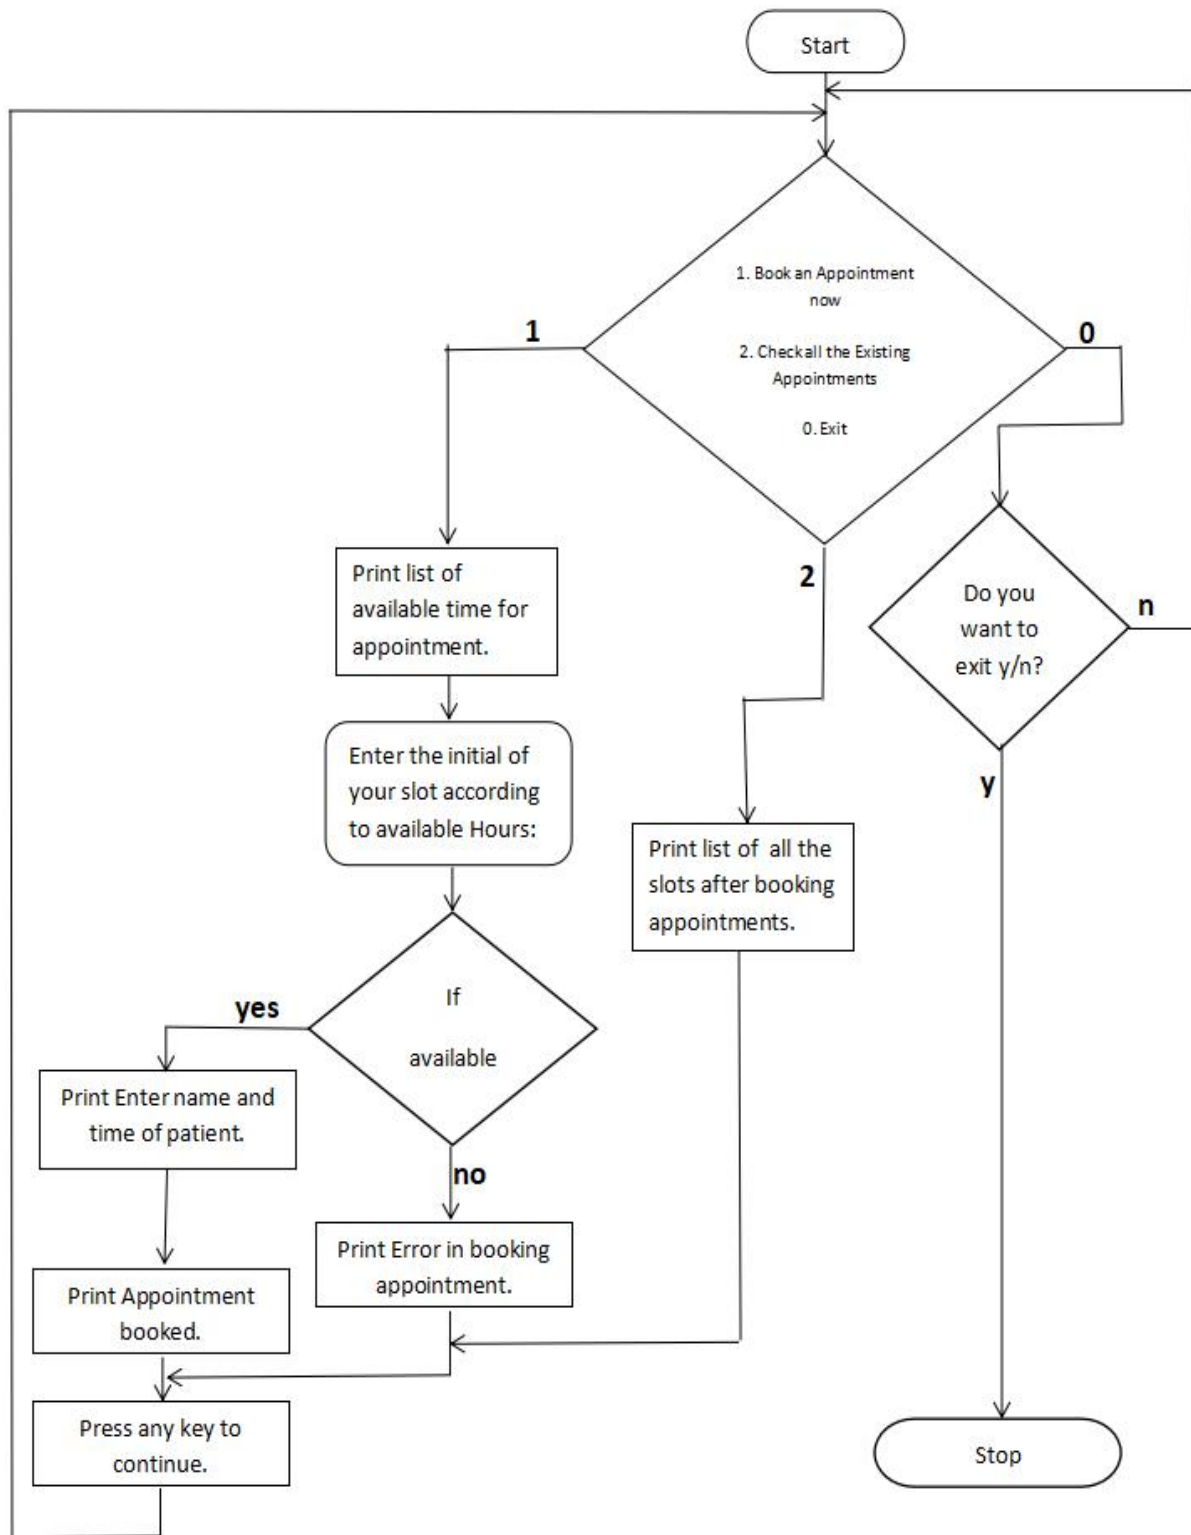 Start
1. Book an Appointment
now
2. Check all the Existing
Appointments
0. Exit
1
0
2
Print list of
available time for
appointment.
Do you
want to
exit y/n?
n
y
Enter the initial of
your slot according
to available Hours:
Print list of all the
slots after booking
appointments.
If
available
yes
no
Print Enter name and
time of patient.
Print Error in booking
appointment.
Print Appointment
booked.
Press any key to
continue.
Stop